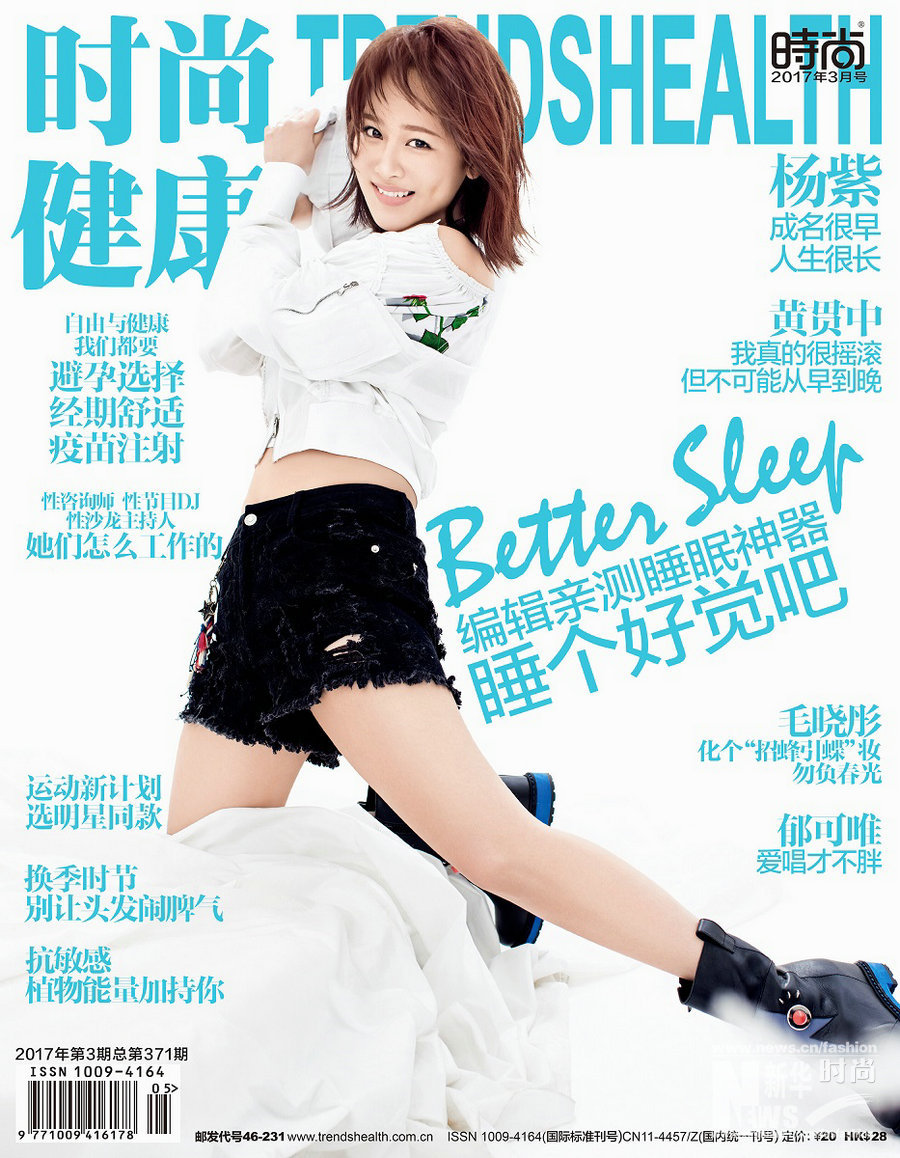 时尚
健康
TRENDSHEALTH
時尚
®
2017年3月号
杨紫
成名很早
人生很长
黄贯中
我真的很摇滚
但不可能从早到晚
自由与健康
我们都要
避孕选择
经期舒适
疫苗注射
性咨询师 性节目DJ
性沙龙主持人
她们怎么工作的
Better Sleep
编辑亲测睡眠神器
睡个好觉吧
毛晓彤
化个“招蜂引蝶”妆
勿负春光
郁可唯
爱唱才不胖
运动新计划
选明星同款
换季时节
别让头发闹脾气
抗敏感
植物能量加持你
2017年第3期总第371期
ISSN 1009-4164
05>
9 771009 416178
www.news.cn/fashion
新华 时尚
NEWS
邮发代号46-231 www.trendshealth.com.cn ISSN 1009-4164(国际标准刊号)CN11-4457/Z(国内统一刊号) 定价: ¥20 HK$28